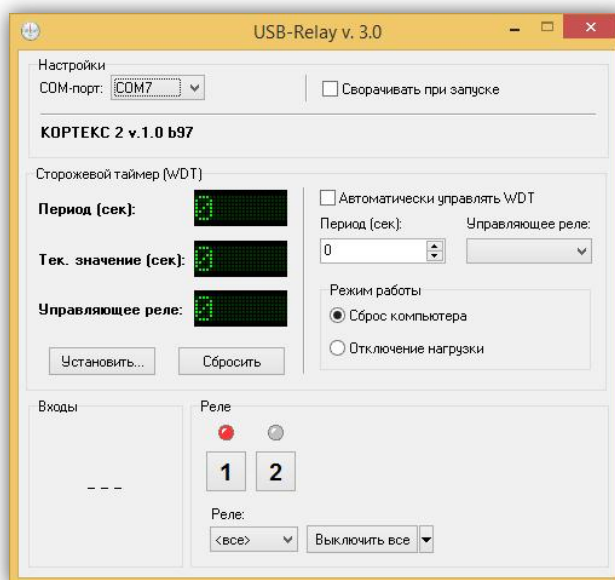 USB-Relay v. 3.0
Настройки
COM-порт: COM7
Сворачивать при запуске
КОРТЕКС 2 v.1.0 b97
Сторожевой таймер (WDT)
Период (сек): 0
Тек. значение (сек): 0
Управляющее реле: 0
Установить... Сбросить
Автоматически управлять WDT
Период (сек): Управляющее реле:
0
Режим работы
Сброс компьютера
Отключение нагрузки
Входы
- - -
Реле
1 2
Реле:
<все> Выключить все